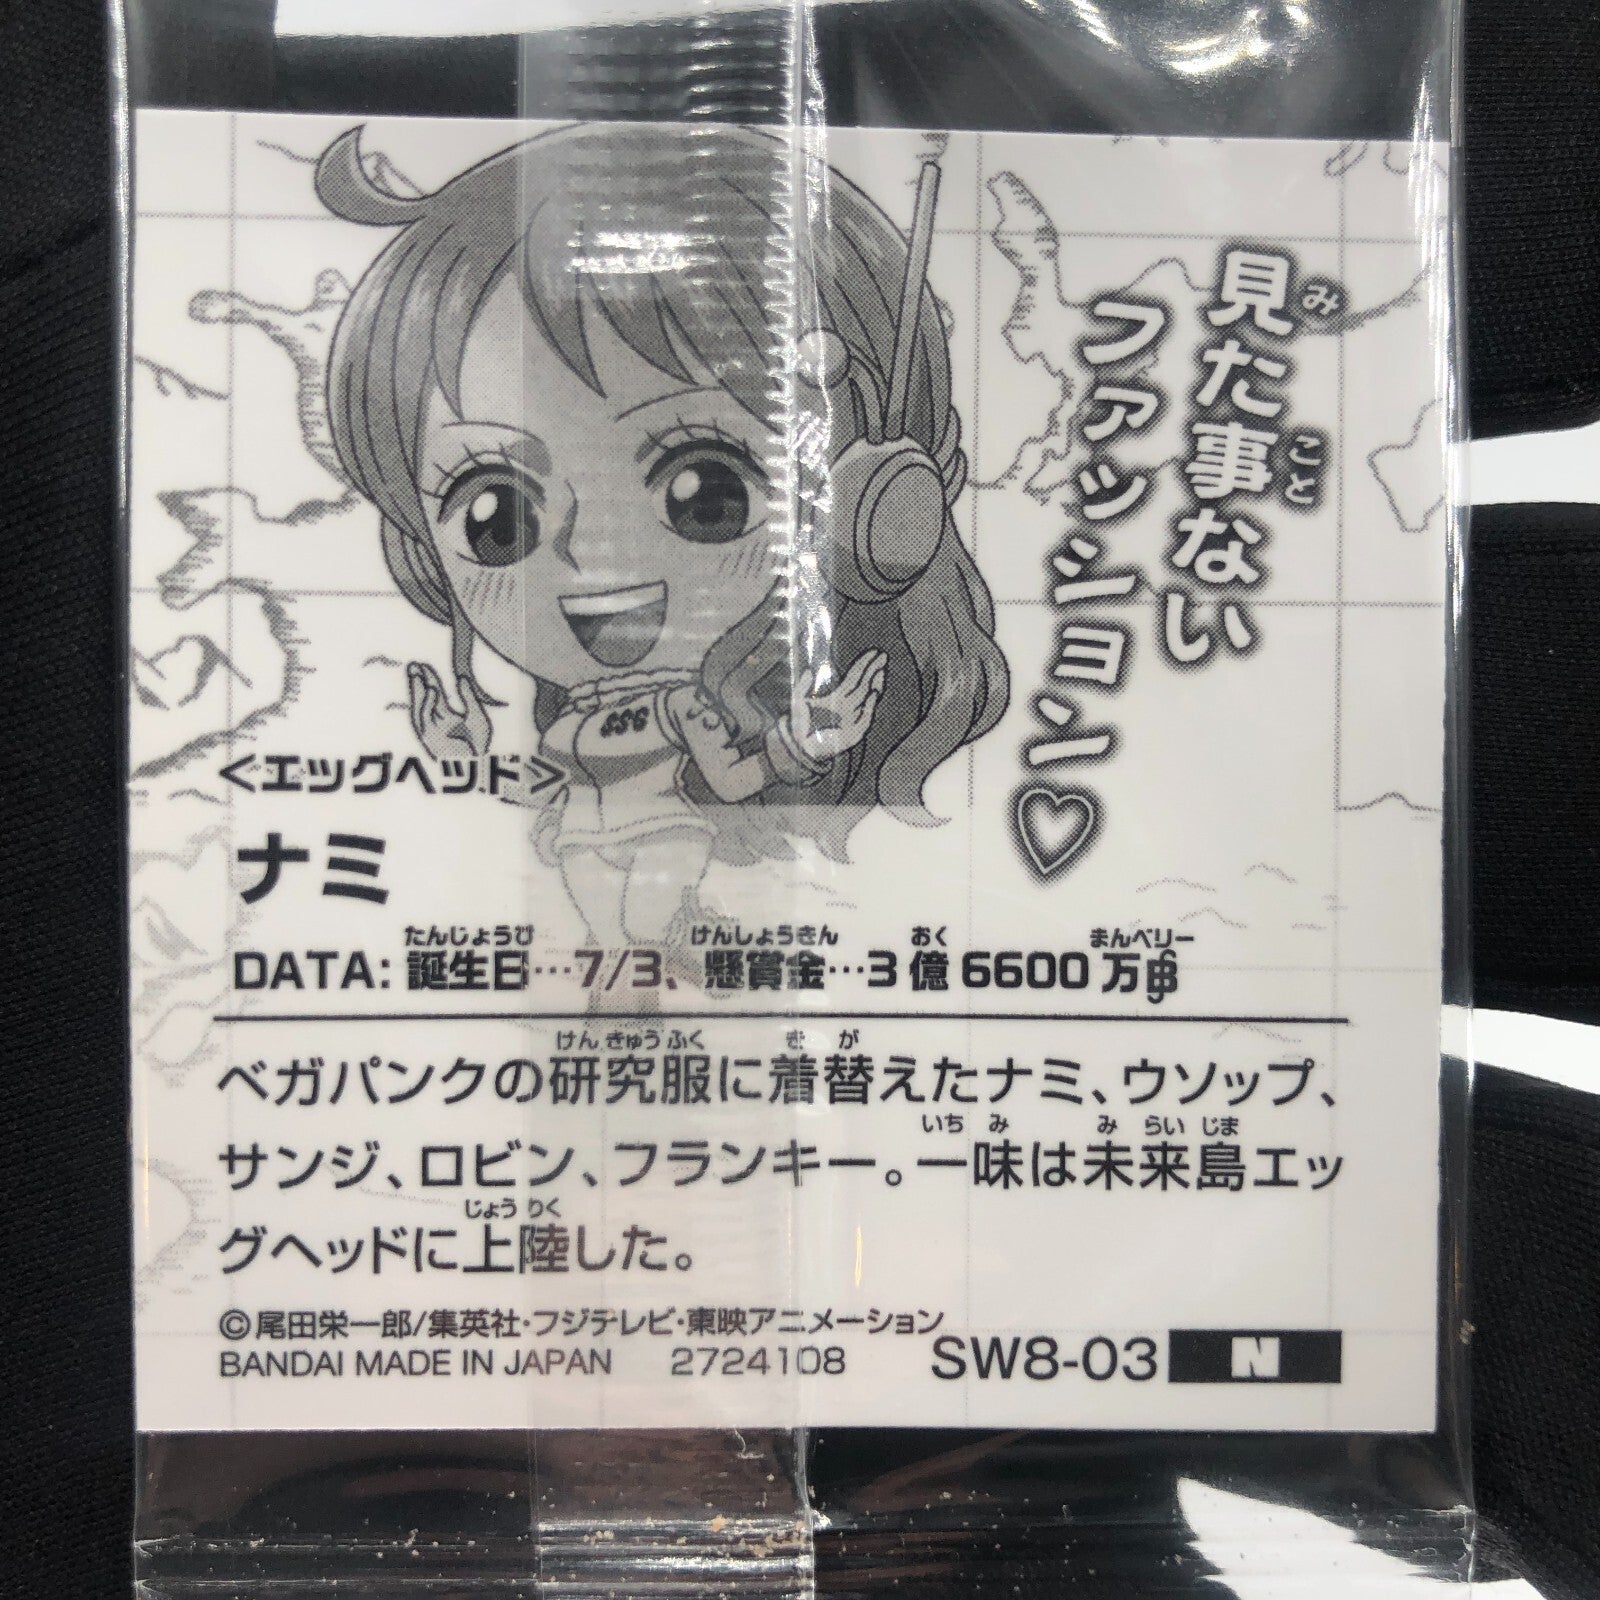 見た事ない
みこと
ファッション♡
SSS
<エッグヘッド>
ナミ
たんじょうび けんしょうきん おく まんベリー
DATA: 誕生日…7/3、懸賞金…3億6600万
けんきゅうふく きが
ベガパンクの研究服に着替えたナミ、ウソップ、
いちみ みらいじま
サンジ、ロビン、フランキー。一味は未来島エッ
じょうりく
グヘッドに上陸した。
©尾田栄一郎/集英社・フジテレビ・東映アニメーション
BANDAI MADE IN JAPAN 2724108 SW8-03 N